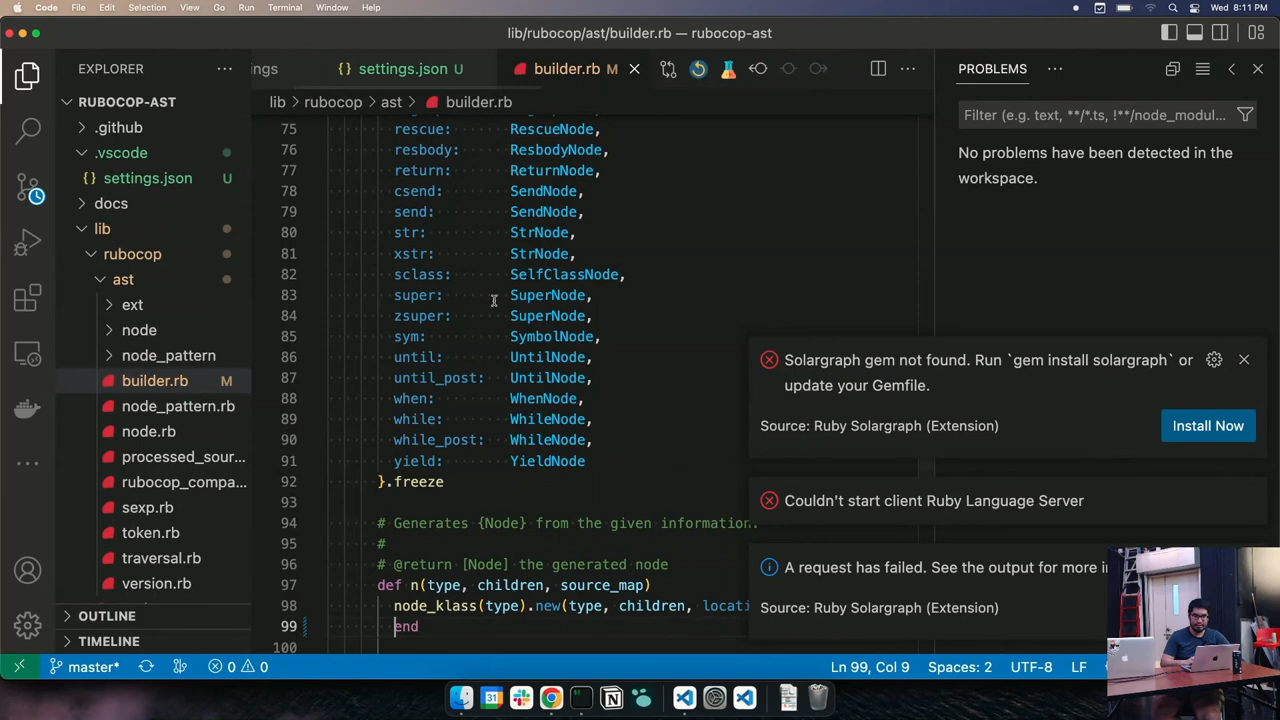 Code File Edit Selection View Go Run Terminal Window Help Wed 8:11 PM
lib/rubocop/ast/builder.rb — rubocop-ast
EXPLORER
ings
settings.json U
builder.rb M
PROBLEMS
RUBOCOP-AST
.github
.vscode
settings.json U
docs
lib
rubocop
ast
ext
node
node_pattern
builder.rb M
node_pattern.rb
node.rb
processed_sour...
rubocop_compa...
sexp.rb
token.rb
traversal.rb
version.rb
OUTLINE
TIMELINE
lib > rubocop > ast > builder.rb
75 rescue: RescueNode,
76 resbody: ResbodyNode,
77 return: ReturnNode,
78 csend: SendNode,
79 send: SendNode,
80 str: StrNode,
81 xstr: StrNode,
82 sclass: SelfClassNode,
83 super: SuperNode,
84 zsuper: SuperNode,
85 sym: SymbolNode,
86 until: UntilNode,
87 until_post: UntilNode,
88 when: WhenNode,
89 while: WhileNode,
90 while_post: WhileNode,
91 yield: YieldNode
92 }.freeze
93
94 # Generates {Node} from the given information.
95 #
96 # @return [Node] the generated node
97 def n(type, children, source_map)
98 node_klass(type).new(type, children, locati
99 end
100
Filter (e.g. text, **/*.ts, !**/node_modul...
No problems have been detected in the
workspace.
Solargraph gem not found. Run `gem install solargraph` or
update your Gemfile.
Source: Ruby Solargraph (Extension)
Install Now
Couldn't start client Ruby Language Server
A request has failed. See the output for more in
Source: Ruby Solargraph (Extension)
master* 0 0 Ln 99, Col 9 Spaces: 2 UTF-8 LF